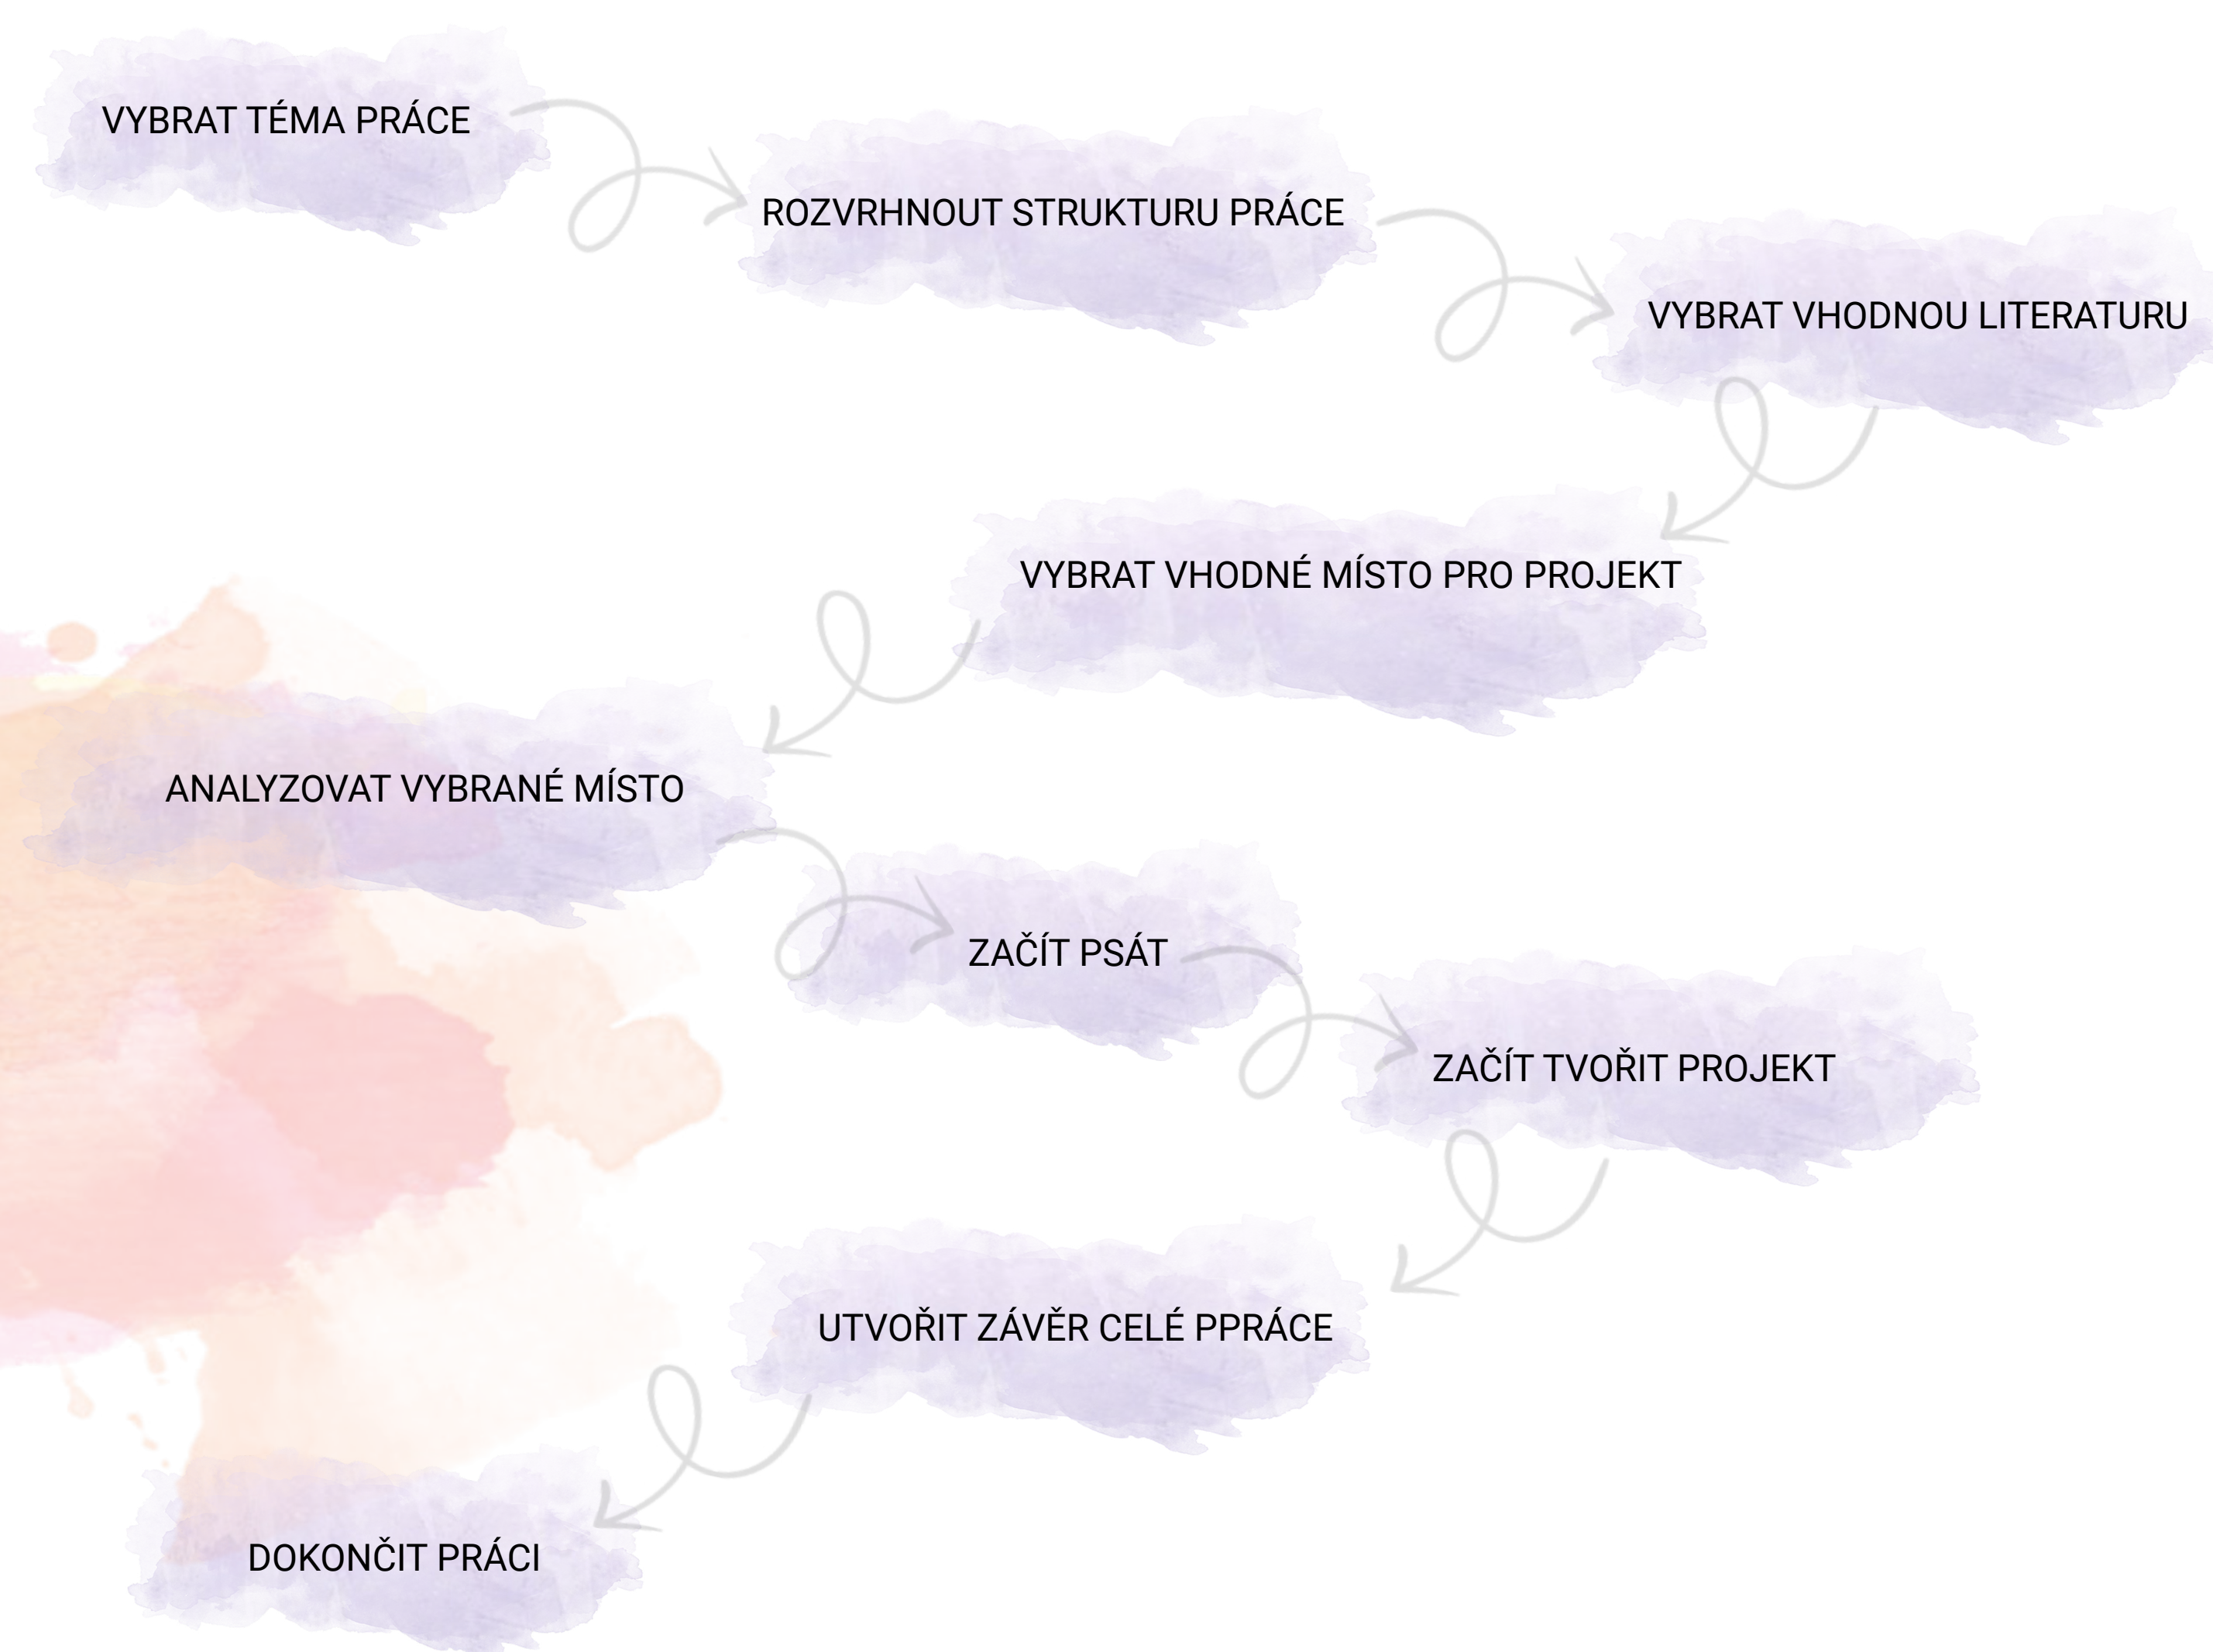 VYBRAT TÉMA PRÁCE
ROZVRHNOUT STRUKTURU PRÁCE
VYBRAT VHODNOU LITERATURU
VYBRAT VHODNÉ MÍSTO PRO PROJEKT
ANALYZOVAT VYBRANÉ MÍSTO
ZAČÍT PSÁT
ZAČÍT TVOŘIT PROJEKT
UTVOŘIT ZÁVĚR CELÉ PPRÁCE
DOKONČIT PRÁCI